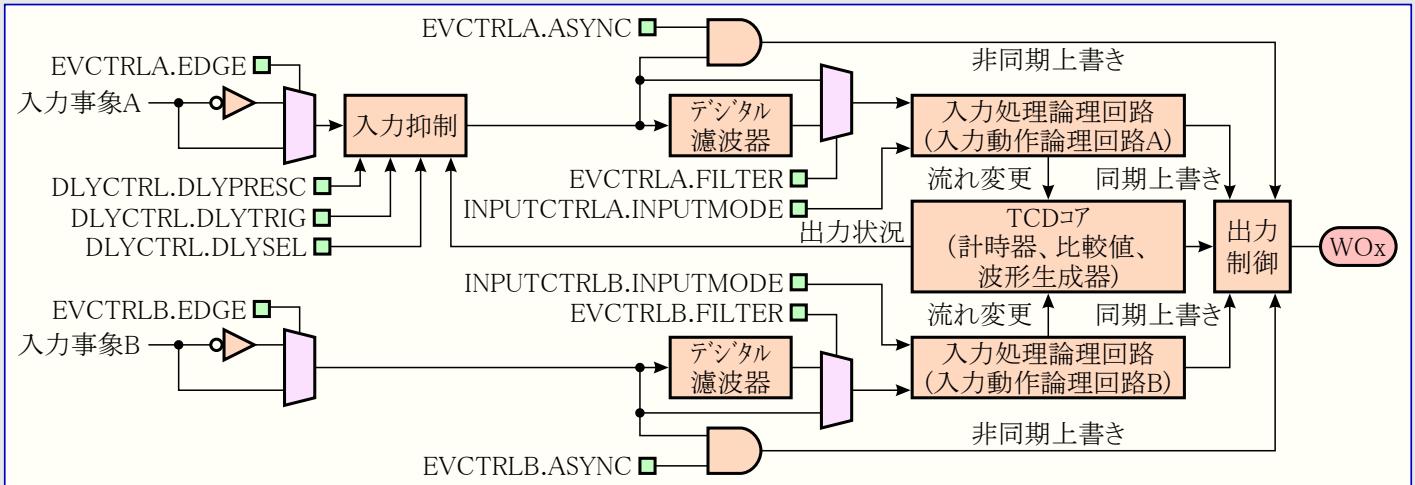 EVCTRLA.ASYNC
非同期上書き
EVCTRLA.EDGE
入力事象A
入力抑制
デジタル
濾波器
入力処理論理回路
(入力動作論理回路A)
DLYCTRL.DLYPRESC
DLYCTRL.DLYTRIG
DLYCTRL.DLYSEL
EVCTRLA.FILTER
INPUTCTRLA.INPUTMODE
流れ変更
同期上書き
出力状況
TCDコア
(計時器、比較値、
波形生成器)
出力
制御
WOx
INPUTCTRLB.INPUTMODE
EVCTRLB.FILTER
流れ変更
同期上書き
EVCTRLB.EDGE
入力事象B
デジタル
濾波器
入力処理論理回路
(入力動作論理回路B)
非同期上書き
EVCTRLB.ASYNC